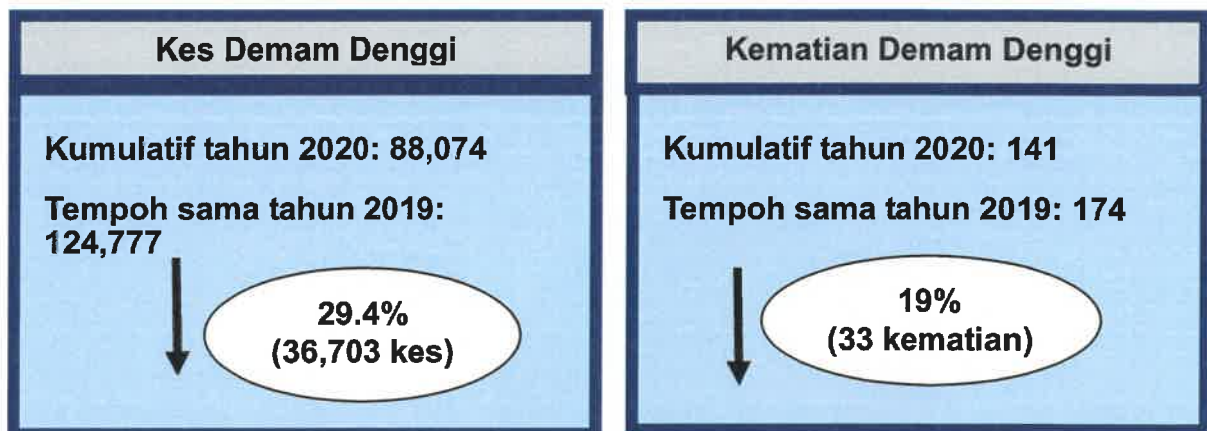 Kes Demam Denggi
Kumulatif tahun 2020: 88,074
Tempoh sama tahun 2019:
124,777
29.4%
(36,703 kes)
Kematian Demam Denggi
Kumulatif tahun 2020: 141
Tempoh sama tahun 2019: 174
19%
(33 kematian)